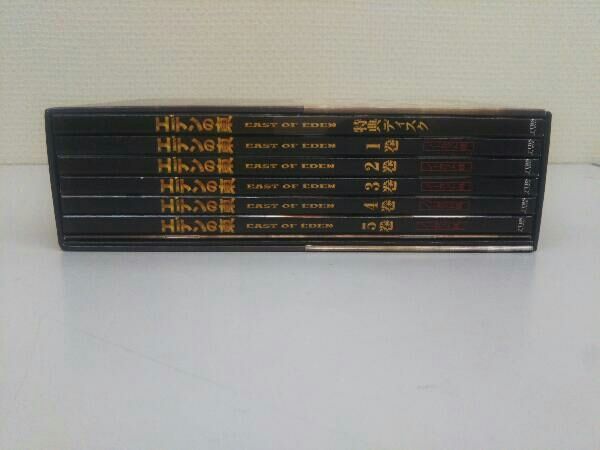 エデンの東 EAST OF EDEN 特典ディスク
エデンの東 EAST OF EDEN 1巻
エデンの東 EAST OF EDEN 2巻
エデンの東 EAST OF EDEN 3巻
エデンの東 EAST OF EDEN 4巻
エデンの東 EAST OF EDEN 5巻